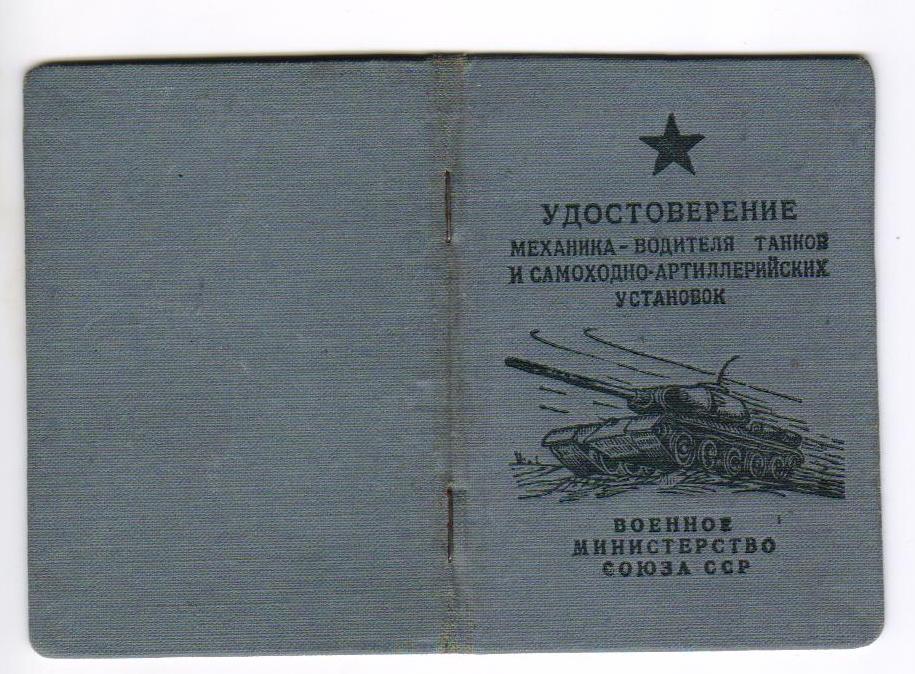 УДОСТОВЕРЕНИЕ
МЕХАНИКА-ВОДИТЕЛЯ ТАНКОВ
И САМОХОДНО-АРТИЛЛЕРИЙСКИХ
УСТАНОВОК
ВОЕННОЕ
МИНИСТЕРСТВО
СОЮЗА ССР